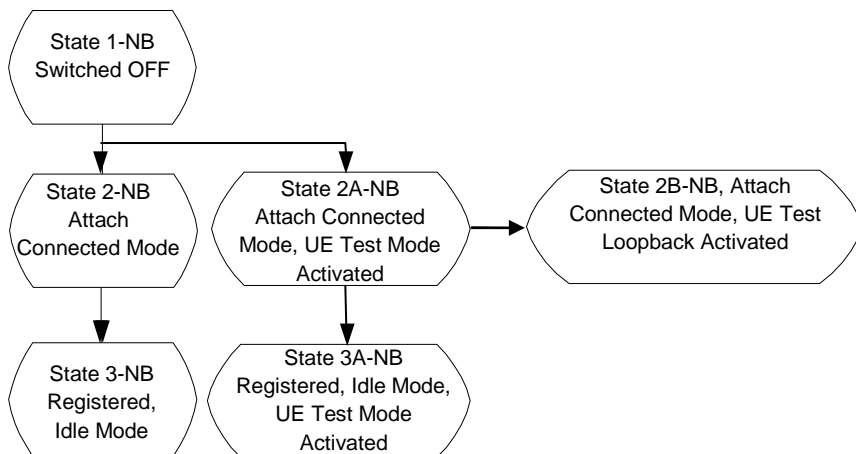 State 1-NB
Switched OFF
State 2-NB
Attach
Connected Mode
State 2A-NB
Attach Connected
Mode, UE Test Mode
Activated
State 2B-NB, Attach
Connected Mode, UE Test
Loopback Activated
State 3-NB
Registered,
Idle Mode
State 3A-NB
Registered, Idle Mode,
UE Test Mode
Activated